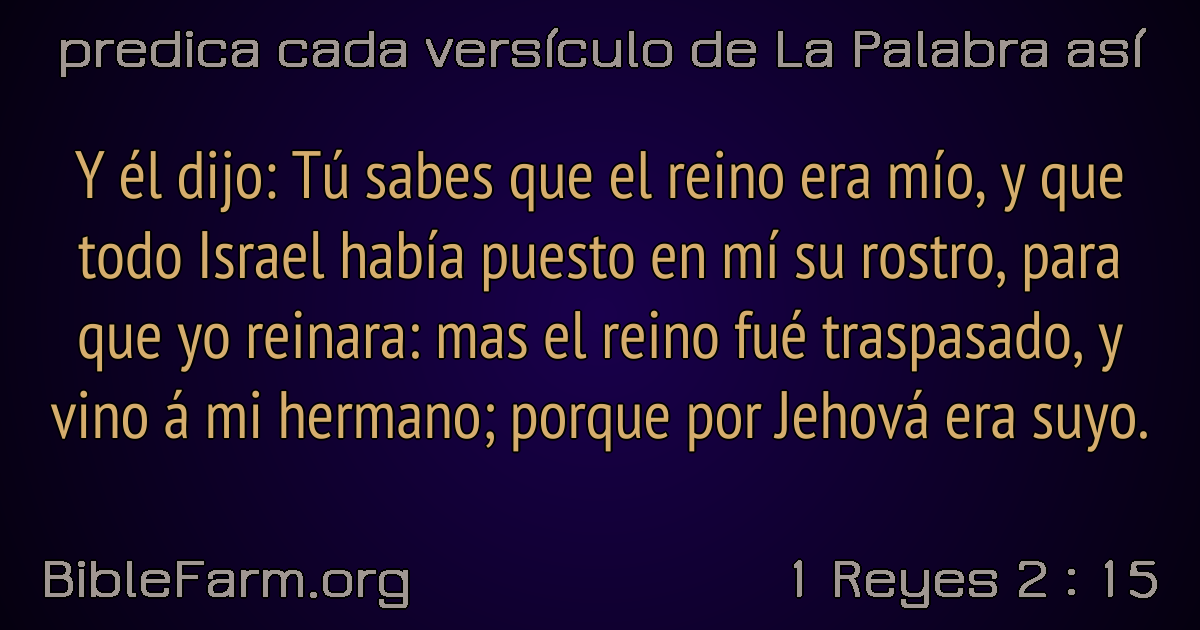 predica cada versículo de La Palabra así
Y él dijo: Tú sabes que el reino era mío, y que
todo Israel había puesto en mí su rostro, para
que yo reinara: mas el reino fué traspasado, y
vino á mi hermano; porque por Jehová era suyo.
BibleFarm.org
1 Reyes 2 : 15